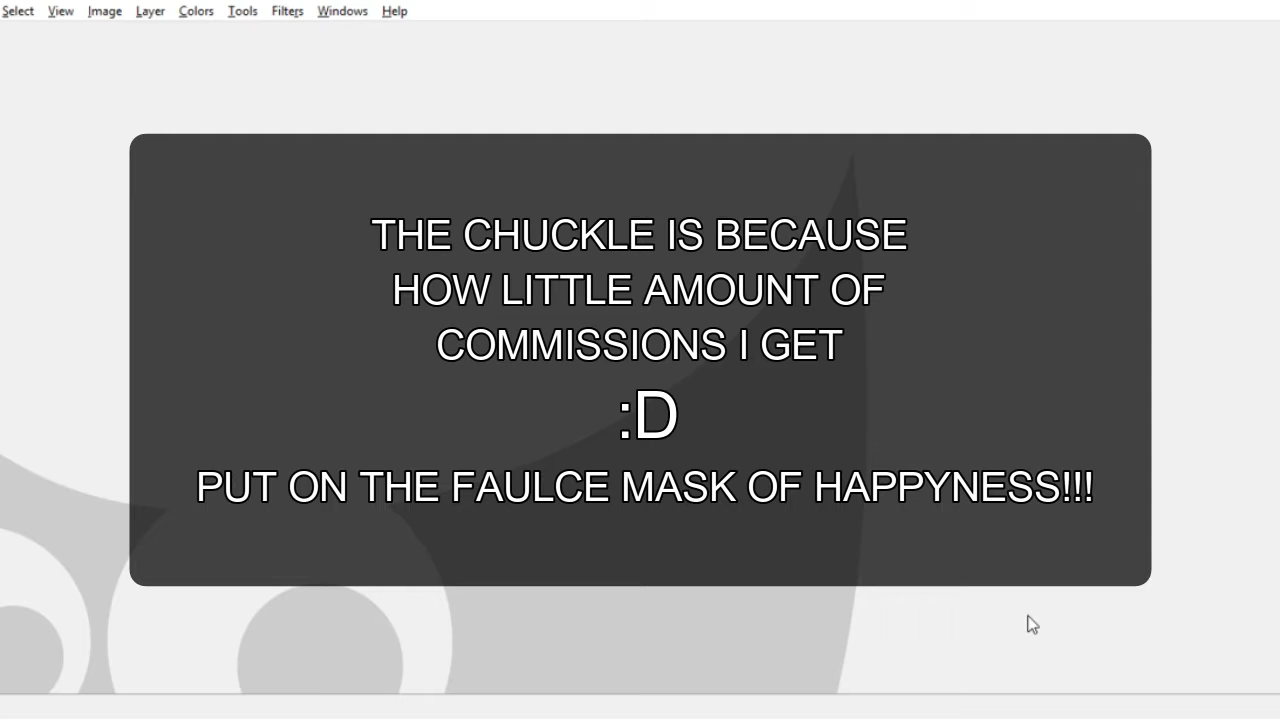 Select View Image Layer Colors Tools Filters Windows Help
THE CHUCKLE IS BECAUSE
HOW LITTLE AMOUNT OF
COMMISSIONS I GET
:D
PUT ON THE FAULCE MASK OF HAPPYNESS!!!